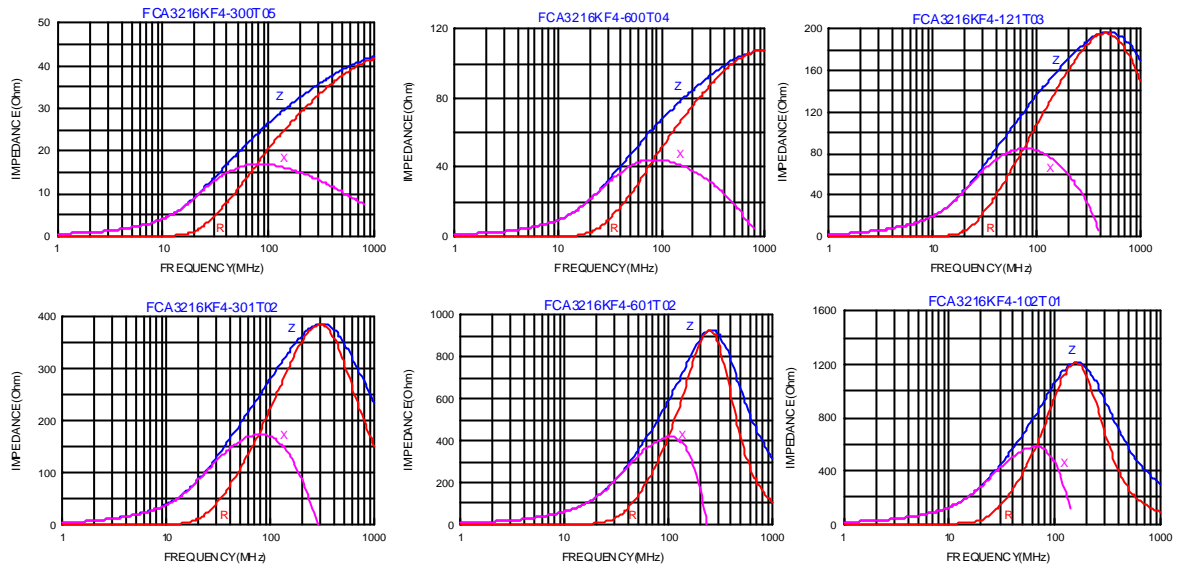 FCA3216KF4-300T05
50
40
30
20
10
0
IMPEDANCE(Ohm)
Z
X
R
1
10
100
1000
FREQUENCY(MHz)
FCA3216KF4-600T04
120
80
40
0
IMPEDANCE(Ohm)
Z
X
R
1
10
100
1000
FREQUENCY(MHz)
FCA3216KF4-121T03
200
160
120
80
40
0
IMPEDANCE(Ohm)
Z
X
R
1
10
100
1000
FREQUENCY(MHz)
FCA3216KF4-301T02
400
350
300
250
200
150
100
50
0
IMPEDANCE(Ohm)
Z
X
R
1
10
100
1000
FREQUENCY(MHz)
FCA3216KF4-601T02
1000
800
600
400
200
0
IMPEDANCE(Ohm)
Z
X
R
1
10
100
1000
FREQUENCY(MHz)
FCA3216KF4-102T01
1600
1200
800
400
0
IMPEDANCE(Ohm)
Z
X
R
1
10
100
1000
FREQUENCY(MHz)